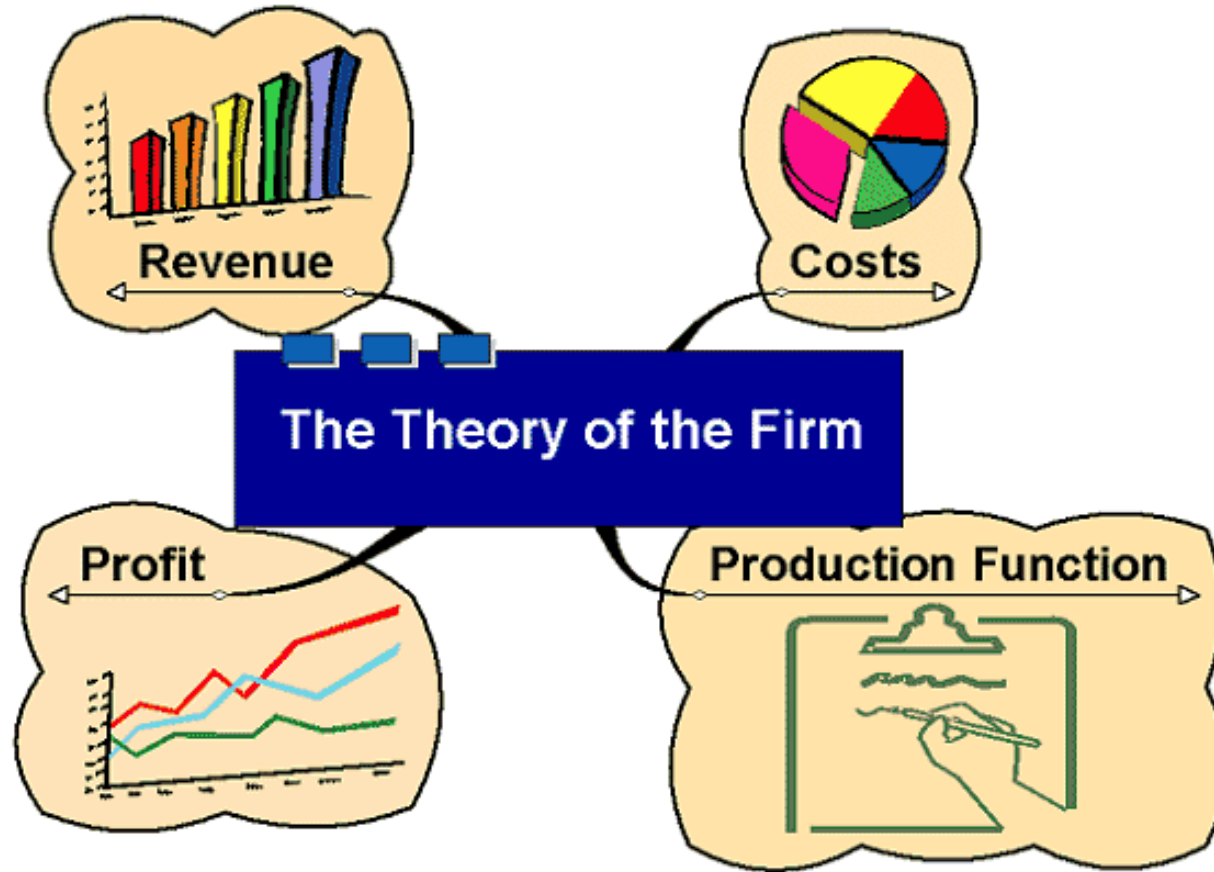 Revenue
Costs
The Theory of the Firm
Profit
Production Function